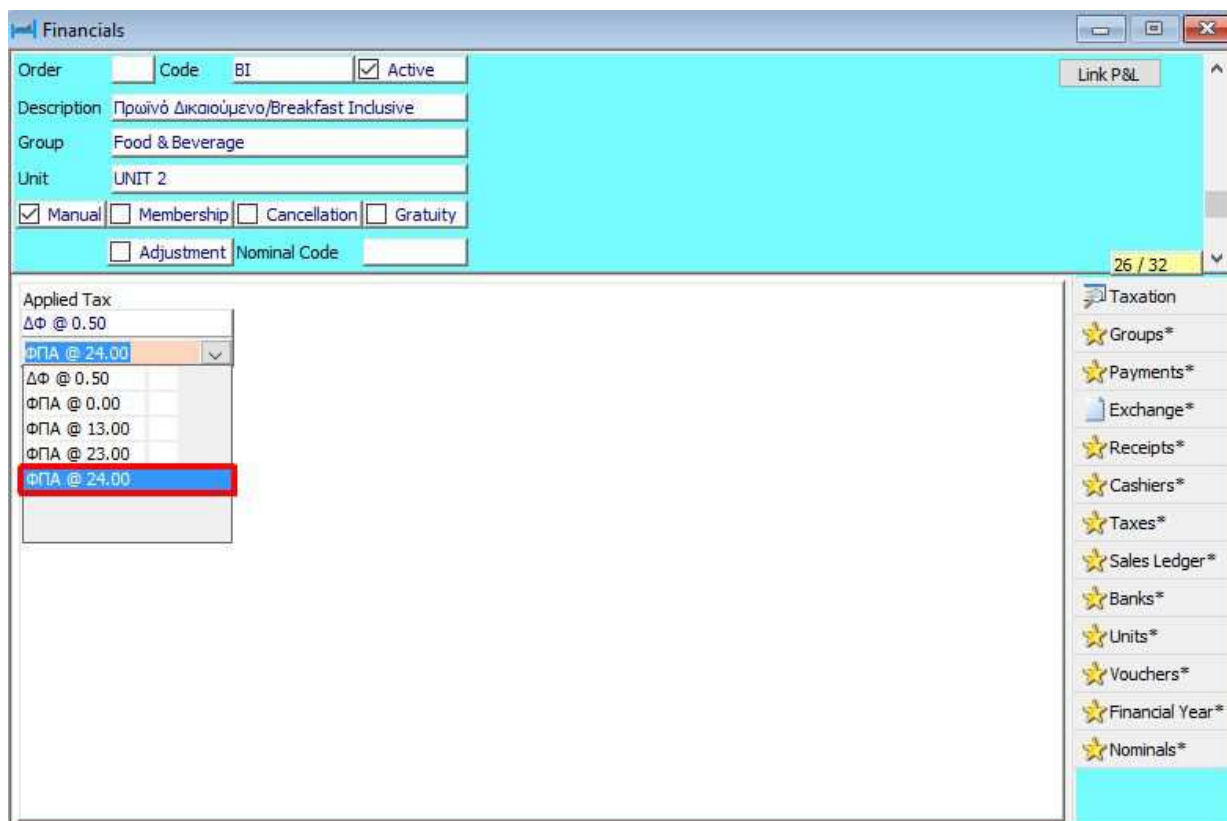 Financials
Order Code BI Active
Link P&L
Description Πρωϊνό Δικαιούμενο/Breakfast Inclusive
Group Food & Beverage
Unit UNIT 2
Manual Membership Cancellation Gratuity
Adjustment Nominal Code
26 / 32
Applied Tax
ΔΦ @ 0.50
ΦΠΑ @ 24.00
ΔΦ @ 0.50
ΦΠΑ @ 0.00
ΦΠΑ @ 13.00
ΦΠΑ @ 23.00
ΦΠΑ @ 24.00
Taxation
Groups*
Payments*
Exchange*
Receipts*
Cashiers*
Taxes*
Sales Ledger*
Banks*
Units*
Vouchers*
Financial Year*
Nominals*